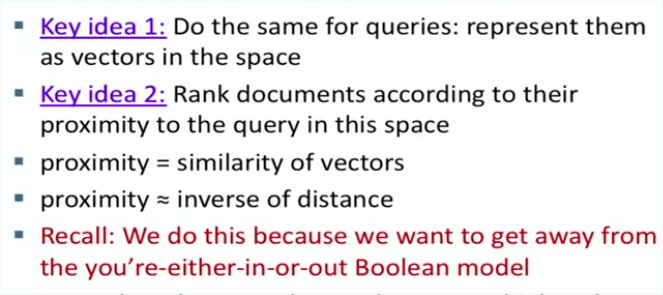 ▪ Key idea 1: Do the same for queries: represent them
as vectors in the space
▪ Key idea 2: Rank documents according to their
proximity to the query in this space
▪ proximity = similarity of vectors
▪ proximity ≈ inverse of distance
▪ Recall: We do this because we want to get away from
the you're-either-in-or-out Boolean model